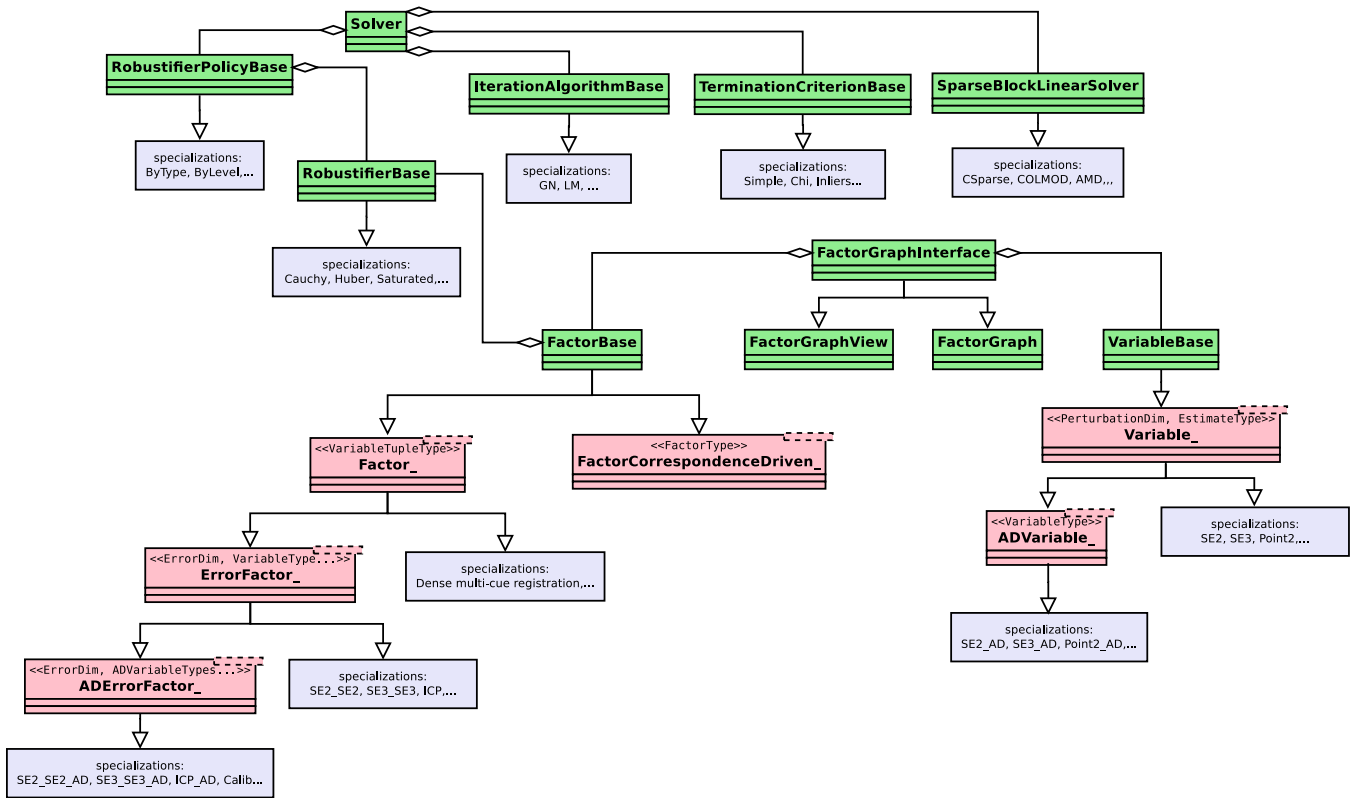 Solver
RobustifierPolicyBase
IterationAlgorithmBase
TerminationCriterionBase
SparseBlockLinearSolver
specializations:
ByType, ByLevel,...
RobustifierBase
specializations:
GN, LM, ...
specializations:
Simple, Chi, Inliers...
specializations:
CSparse, COLMOD, AMD,,,
specializations:
Cauchy, Huber, Saturated,...
FactorGraphInterface
FactorBase
FactorGraphView
FactorGraph
VariableBase
<<VariableTupleType>>
Factor_
<<FactorType>>
FactorCorrespondenceDriven_
<<PerturbationDim, EstimateType>>
Variable_
<<VariableType>>
ADVariable_
specializations:
SE2, SE3, Point2,...
<<ErrorDim, VariableType...>>
ErrorFactor_
specializations:
Dense multi-cue registration,...
specializations:
SE2_AD, SE3_AD, Point2_AD,...
<<ErrorDim, ADVariableTypes...>>
ADErrorFactor_
specializations:
SE2_SE2, SE3_SE3, ICP,...
specializations:
SE2_SE2_AD, SE3_SE3_AD, ICP_AD, Calib...